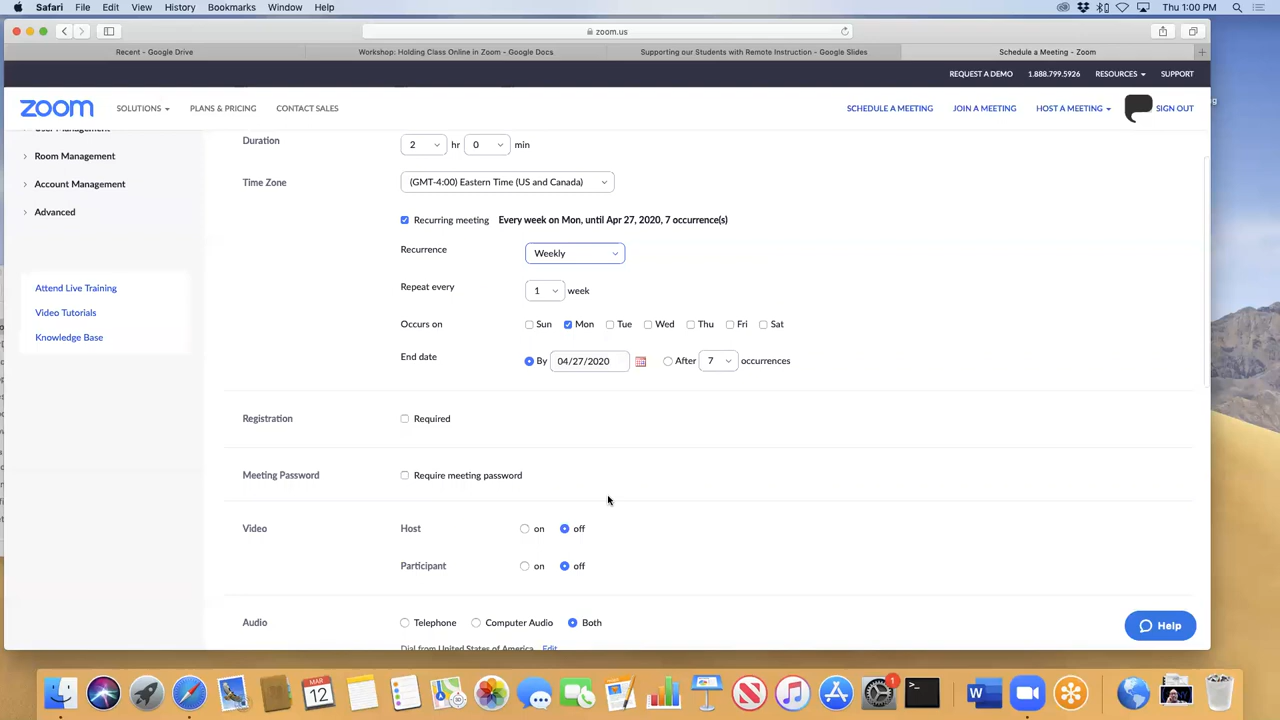 Safari File Edit View History Bookmarks Window Help Thu 1:00 PM
zoom.us
Recent - Google Drive Workshop: Holding Class Online in Zoom - Google Docs Supporting our Students with Remote Instruction - Google Slides Schedule a Meeting - Zoom
REQUEST A DEMO 1.888.799.5926 RESOURCES SUPPORT
zoom SOLUTIONS PLANS & PRICING CONTACT SALES SCHEDULE A MEETING JOIN A MEETING HOST A MEETING SIGN OUT
User Management
Room Management
Account Management
Advanced
Attend Live Training
Video Tutorials
Knowledge Base
Duration 2 hr 0 min
Time Zone (GMT-4:00) Eastern Time (US and Canada)
Recurring meeting Every week on Mon, until Apr 27, 2020, 7 occurrence(s)
Recurrence Weekly
Repeat every 1 week
Occurs on Sun Mon Tue Wed Thu Fri Sat
End date By 04/27/2020 After 7 occurrences
Registration Required
Meeting Password Require meeting password
Video Host on off
Participant on off
Audio Telephone Computer Audio Both
Dial from United States of America Edit
Help
MAR
12
1